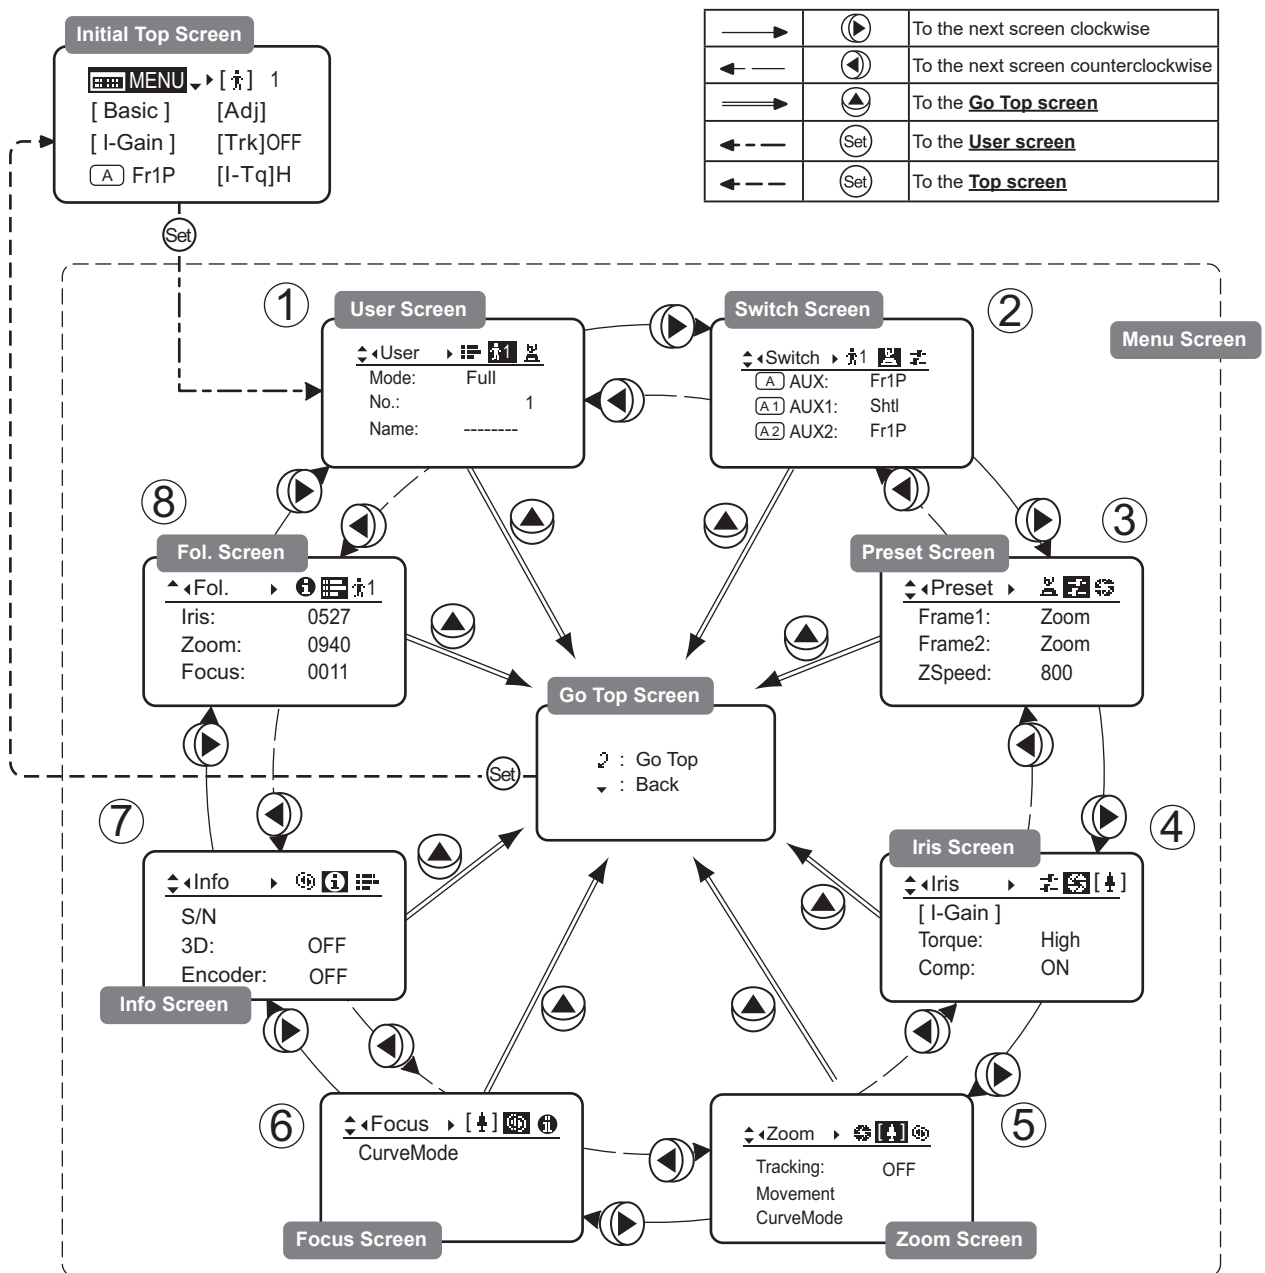 Initial Top Screen
MENU [ ] 1
[ Basic ] [Adj]
[ I-Gain ] [Trk]OFF
A Fr1P [I-Tq]H
Set
To the next screen clockwise
To the next screen counterclockwise
To the Go Top screen
Set To the User screen
Set To the Top screen
Menu Screen
1
User Screen
User 1
Mode: Full
No.: 1
Name: --------
2
Switch Screen
Switch 1
A AUX: Fr1P
A1 AUX1: Shtl
A2 AUX2: Fr1P
3
Preset Screen
Preset
Frame1: Zoom
Frame2: Zoom
ZSpeed: 800
8
Fol. Screen
Fol. 1
Iris: 0527
Zoom: 0940
Focus: 0011
Go Top Screen
: Go Top
: Back
Set
4
Iris Screen
Iris
[ I-Gain ]
Torque: High
Comp: ON
7
Info
S/N
3D: OFF
Encoder: OFF
Info Screen
6
Focus
CurveMode
Focus Screen
5
Zoom
Tracking: OFF
Movement
CurveMode
Zoom Screen